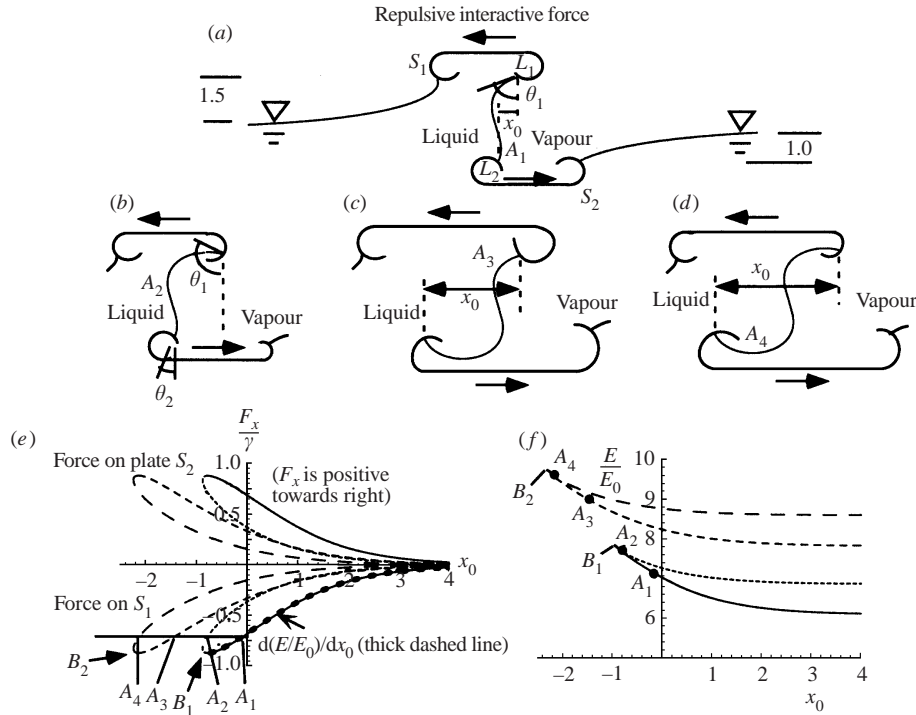 Repulsive interactive force
(a)
S1
L1
θ1
1.5
x0
Liquid
Vapour
A1
1.0
L2
S2
(b)
(c)
(d)
A3
A2
θ1
x0
x0
Liquid
Vapour
Liquid
Vapour
Liquid
Vapour
A4
θ2
(e)
Fx
γ
(f)
Force on plate S2
1.0
(Fx is positive
towards right)
0.5
−2
−1
1
2
3
4
x0
Force on S1
−0.5
d(E/E0)/dx0 (thick dashed line)
−1.0
B2
A4
A3
B1
A2
A1
E
E0
10
A4
B2
9
A3
8
A2
B1
A1
6
−2
−1
1
2
3
4
x0